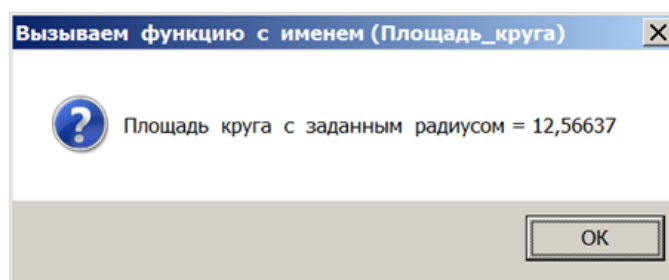 Вызываем функцию с именем (Площадь_круга)
Площадь круга с заданным радиусом = 12,56637
OK